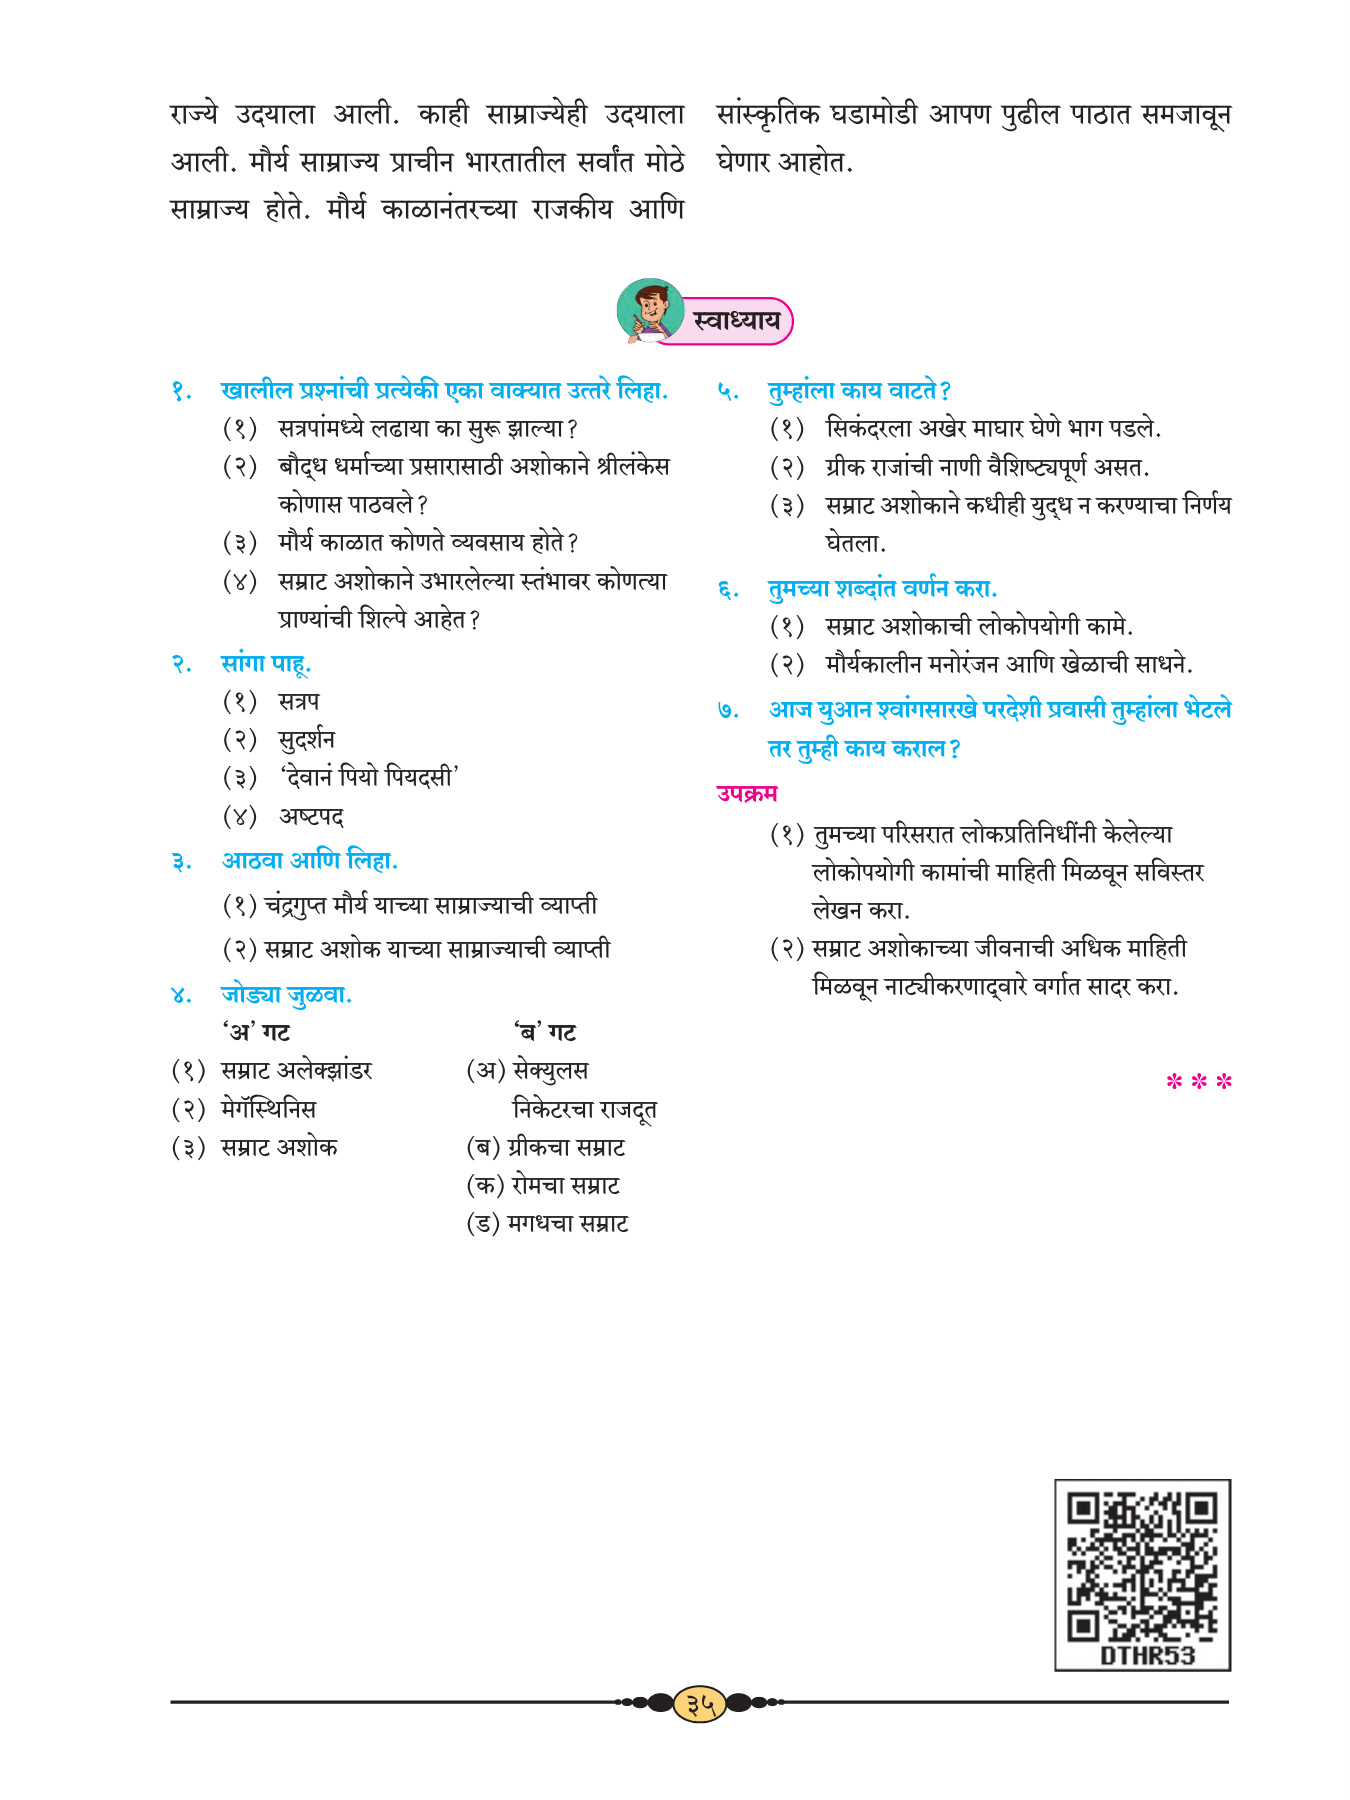 राज्ये उदयाला आली. काही साम्राज्येही उदयाला
आली. मौर्य साम्राज्य प्राचीन भारतातील सर्वांत मोठे
साम्राज्य होते. मौर्य काळानंतरच्या राजकीय आणि
सांस्कृतिक घडामोडी आपण पुढील पाठात समजावून
घेणार आहोत.
स्वाध्याय
१. खालील प्रश्नांची प्रत्येकी एका वाक्यात उत्तरे लिहा.
(१) सत्रपांमध्ये लढाया का सुरू झाल्या?
(२) बौद्ध धर्माच्या प्रसारासाठी अशोकाने श्रीलंकेस
कोणास पाठवले?
(३) मौर्य काळात कोणते व्यवसाय होते?
(४) सम्राट अशोकाने उभारलेल्या स्तंभावर कोणत्या
प्राण्यांची शिल्पे आहेत?
२. सांगा पाहू.
(१) सत्रप
(२) सुदर्शन
(३) ‘देवानं पियो पियदसी’
(४) अष्टपद
३. आठवा आणि लिहा.
(१) चंद्रगुप्त मौर्य याच्या साम्राज्याची व्याप्ती
(२) सम्राट अशोक याच्या साम्राज्याची व्याप्ती
४. जोड्या जुळवा.
‘अ’ गट ‘ब’ गट
(१) सम्राट अलेक्झांडर (अ) सेक्युलस
(२) मेगॅस्थिनिस निकेटरचा राजदूत
(३) सम्राट अशोक (ब) ग्रीकचा सम्राट
(क) रोमचा सम्राट
(ड) मगधचा सम्राट
५. तुम्हांला काय वाटते?
(१) सिकंदरला अखेर माघार घेणे भाग पडले.
(२) ग्रीक राजांची नाणी वैशिष्ट्यपूर्ण असत.
(३) सम्राट अशोकाने कधीही युद्ध न करण्याचा निर्णय
घेतला.
६. तुमच्या शब्दांत वर्णन करा.
(१) सम्राट अशोकाची लोकोपयोगी कामे.
(२) मौर्यकालीन मनोरंजन आणि खेळाची साधने.
७. आज युआन श्वांगसारखे परदेशी प्रवासी तुम्हांला भेटले
तर तुम्ही काय कराल?
उपक्रम
(१) तुमच्या परिसरात लोकप्रतिनिधींनी केलेल्या
लोकोपयोगी कामांची माहिती मिळवून सविस्तर
लेखन करा.
(२) सम्राट अशोकाच्या जीवनाची अधिक माहिती
मिळवून नाट्यीकरणाद्वारे वर्गात सादर करा.
* * *
DTHR53
३५